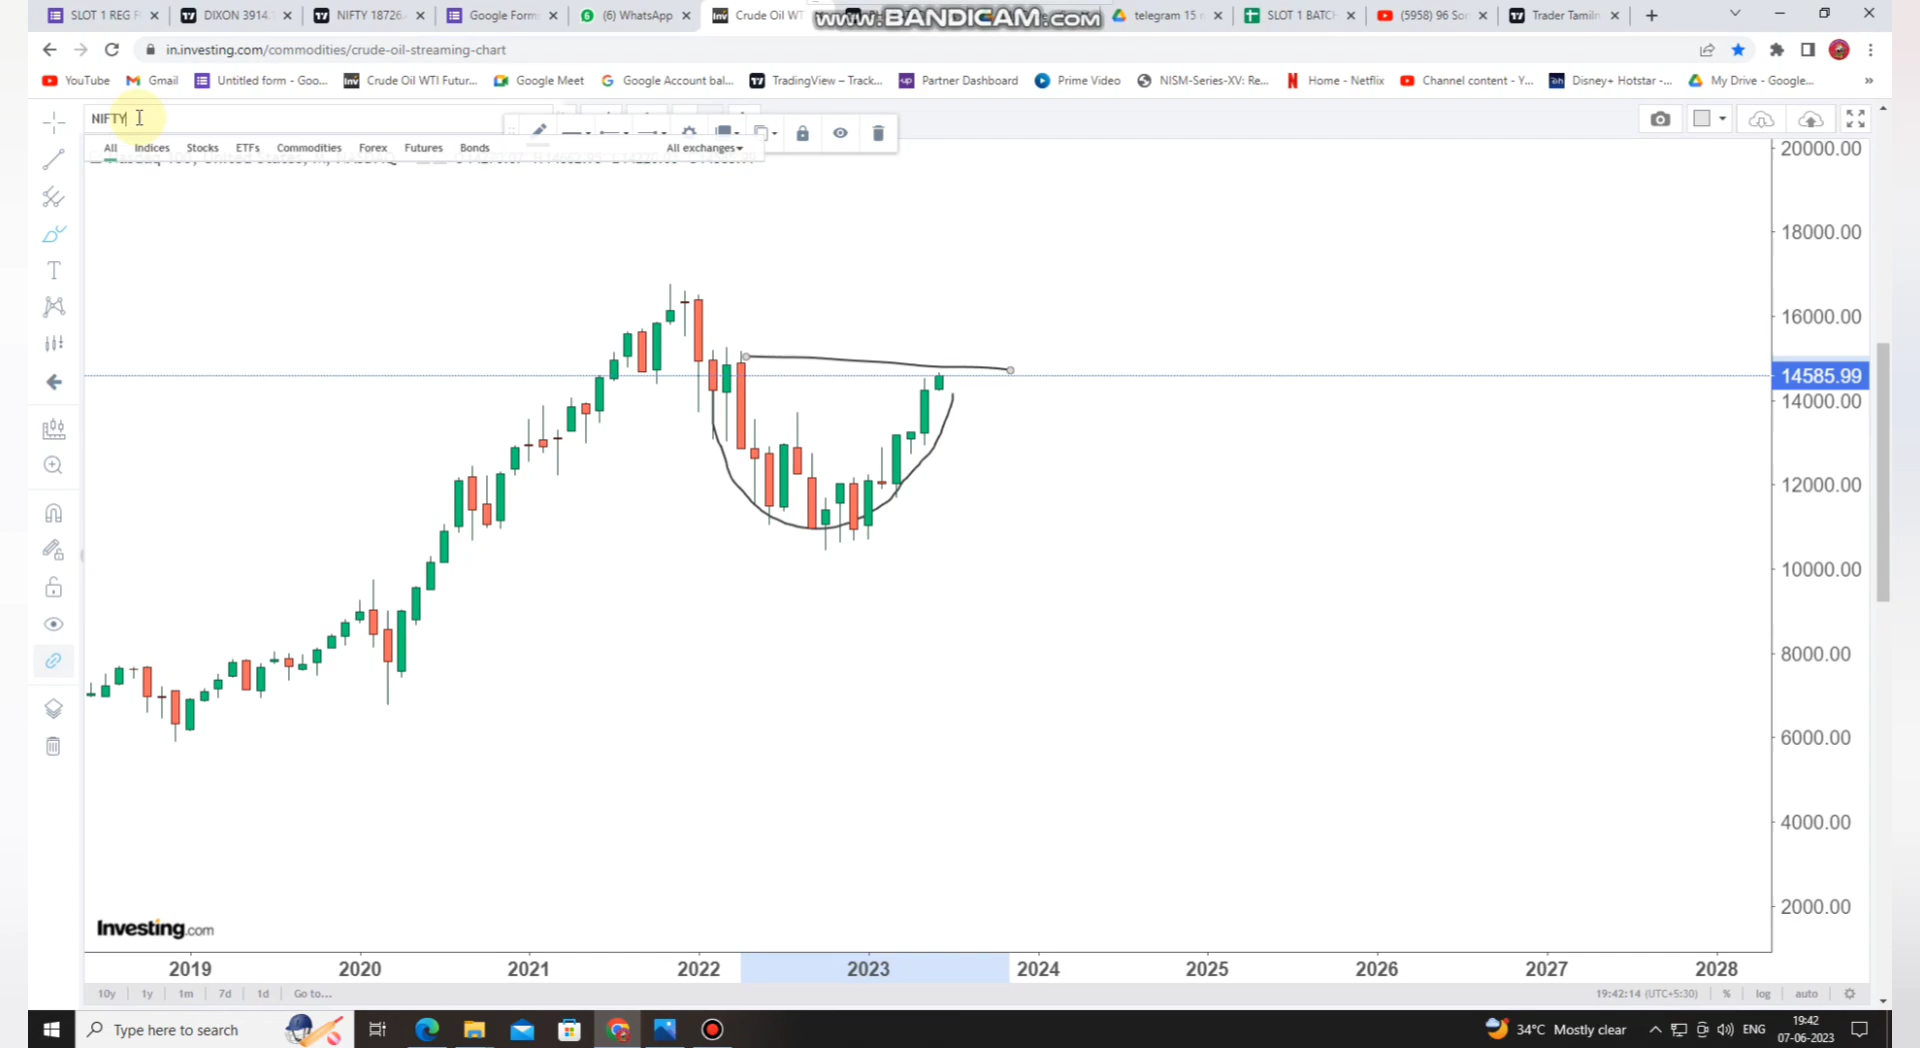 SLOT 1 REG F
DIXON 3914.
NIFTY 18726
Google Form
(6) WhatsApp
Crude Oil WT
www.BANDICAM.com
telegram 15 n
SLOT 1 BATCH
(5958) 96 Son
Trader Tamiln
in.investing.com/commodities/crude-oil-streaming-chart
YouTube
Gmail
Untitled form - Goo...
Crude Oil WTI Futur...
Google Meet
Google Account bal...
TradingView – Track...
Partner Dashboard
Prime Video
NISM-Series-XV: Re...
Home - Netflix
Channel content - Y...
Disney+ Hotstar -...
My Drive - Google...
»
NIFTY
All Indices Stocks ETFs Commodities Forex Futures Bonds All exchanges
20000.00
18000.00
16000.00
14585.99
14000.00
12000.00
10000.00
8000.00
6000.00
4000.00
2000.00
Investing.com
2019 2020 2021 2022 2023 2024 2025 2026 2027 2028
10y 1y 1m 7d 1d Go to...
19:42:14 (UTC+5:30) % log auto
Type here to search
34°C Mostly clear
ENG
19:42
07-06-2023